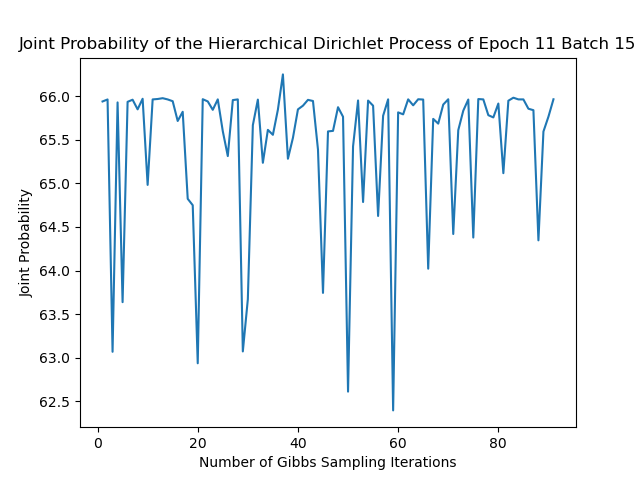 Joint Probability of the Hierarchical Dirichlet Process of Epoch 11 Batch 15
66.0
65.5
65.0
64.5
64.0
63.5
63.0
62.5
Joint Probability
0 20 40 60 80
Number of Gibbs Sampling Iterations